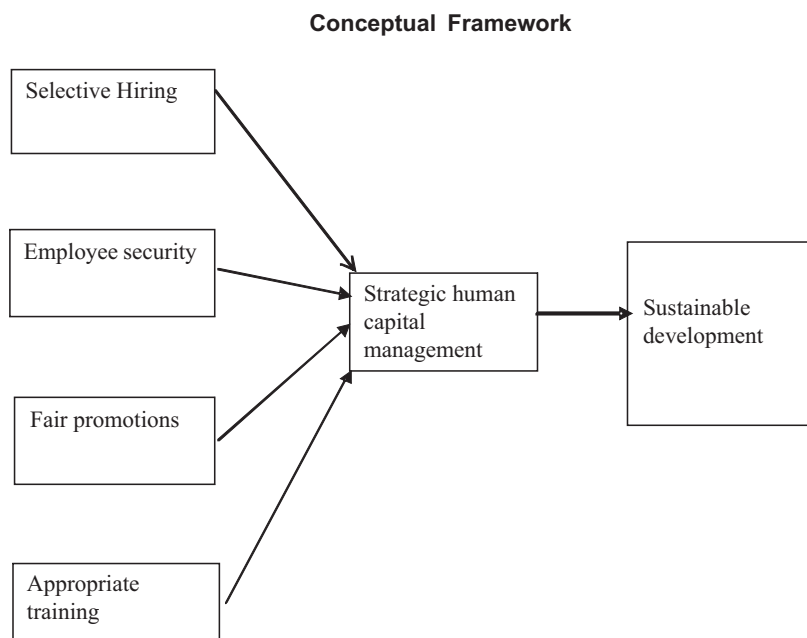 Conceptual Framework
Selective Hiring
Employee security
Strategic human
capital
management
Sustainable
development
Fair promotions
Appropriate
training